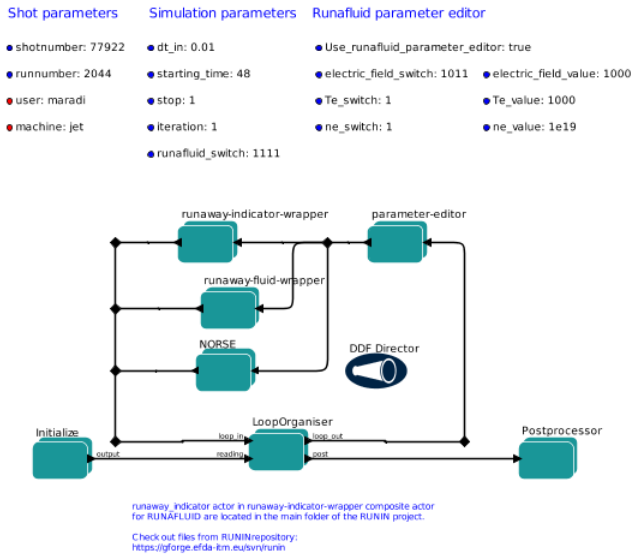 Shot parameters Simulation parameters Runafluid parameter editor
shotnumber: 77922 dt_in: 0.01 Use_runafluid_parameter_editor: true
runnumber: 2044 starting_time: 48 electric_field_switch: 1011 electric_field_value: 1000
user: maradi stop: 1 Te_switch: 1 Te_value: 1000
machine: jet iteration: 1 ne_switch: 1 ne_value: 1e19
runafluid_switch: 1111
runaway-indicator-wrapper parameter-editor
runaway-fluid-wrapper
NORSE DDF Director
Initialize LoopOrganiser Postprocessor
loop_in loop_out
output reading post
runaway_indicator actor in runaway-indicator-wrapper composite actor
for RUNAFLUID are located in the main folder of the RUNIN project.
Check out files from RUNINrepository:
https://gforge.efda-itm.eu/svn/runin